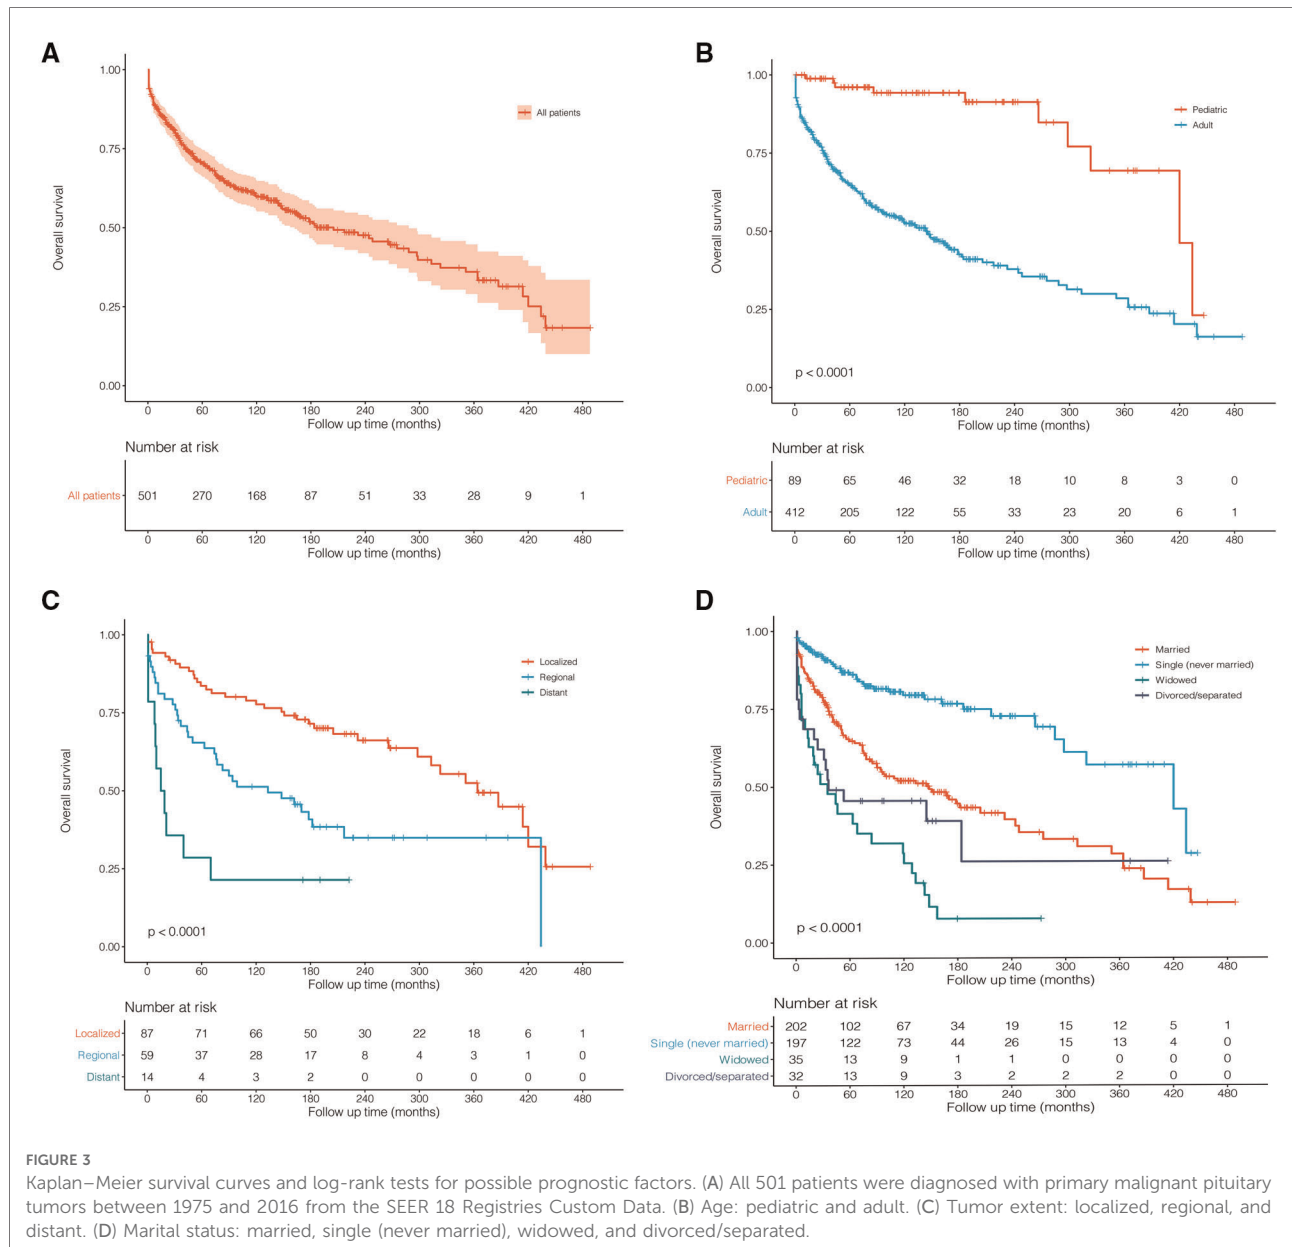 A
1.00
0.75
0.50
0.25
0.00
Overall survival
All patients
0 60 120 180 240 300 360 420 480
Follow up time (months)
Number at risk
All patients 501 270 168 87 51 33 28 9 1
0 60 120 180 240 300 360 420 480
Follow up time (months)
B
1.00
0.75
0.50
0.25
0.00
Overall survival
Pediatric
Adult
p < 0.0001
0 60 120 180 240 300 360 420 480
Follow up time (months)
Number at risk
Pediatric 89 65 46 32 18 10 8 3 0
Adult 412 205 122 55 33 23 20 6 1
0 60 120 180 240 300 360 420 480
Follow up time (months)
C
1.00
0.75
0.50
0.25
0.00
Overall survival
Localized
Regional
Distant
p < 0.0001
0 60 120 180 240 300 360 420 480
Follow up time (months)
Number at risk
Localized 87 71 66 50 30 22 18 6 1
Regional 59 37 28 17 8 4 3 1 0
Distant 14 4 3 2 0 0 0 0 0
0 60 120 180 240 300 360 420 480
Follow up time (months)
D
1.00
0.75
0.50
0.25
0.00
Overall survival
Married
Single (never married)
Widowed
Divorced/separated
p < 0.0001
0 60 120 180 240 300 360 420 480
Follow up time (months)
Number at risk
Married 202 102 67 34 19 15 12 5 1
Single (never married) 197 122 73 44 26 15 13 4 0
Widowed 35 13 9 1 1 0 0 0 0
Divorced/separated 32 13 9 3 2 2 2 0 0
0 60 120 180 240 300 360 420 480
Follow up time (months)
FIGURE 3
Kaplan–Meier survival curves and log-rank tests for possible prognostic factors. (A) All 501 patients were diagnosed with primary malignant pituitary
tumors between 1975 and 2016 from the SEER 18 Registries Custom Data. (B) Age: pediatric and adult. (C) Tumor extent: localized, regional, and
distant. (D) Marital status: married, single (never married), widowed, and divorced/separated.